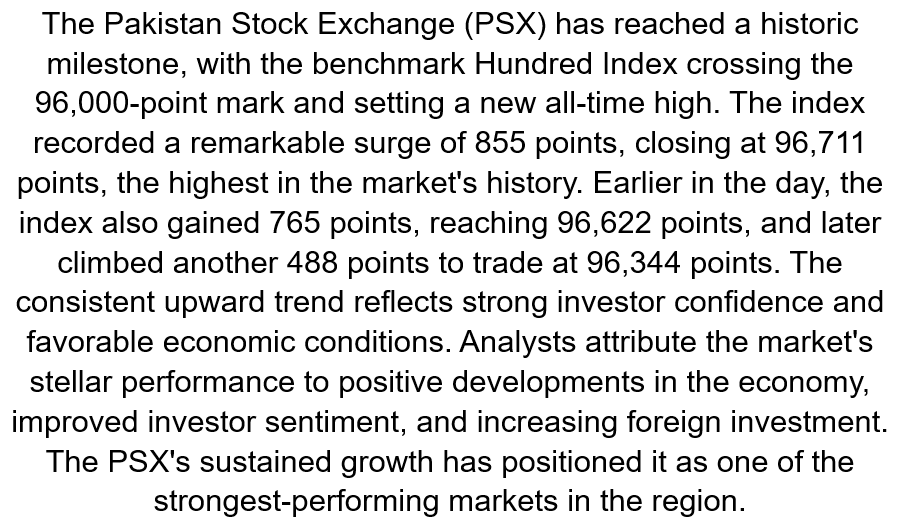 The Pakistan Stock Exchange (PSX) has reached a historic
milestone, with the benchmark Hundred Index crossing the
96,000-point mark and setting a new all-time high. The index
recorded a remarkable surge of 855 points, closing at 96,711
points, the highest in the market's history. Earlier in the day, the
index also gained 765 points, reaching 96,622 points, and later
climbed another 488 points to trade at 96,344 points. The
consistent upward trend reflects strong investor confidence and
favorable economic conditions. Analysts attribute the market's
stellar performance to positive developments in the economy,
improved investor sentiment, and increasing foreign investment.
The PSX's sustained growth has positioned it as one of the
strongest-performing markets in the region.